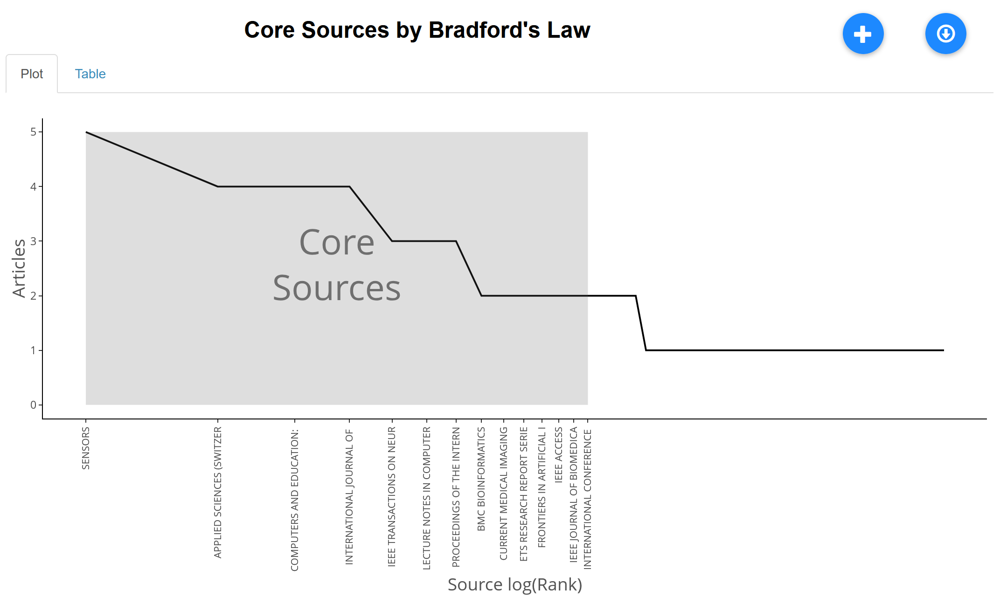 Core Sources by Bradford's Law
Plot
Table
5
4
3
2
1
0
Articles
Core
Sources
SENSORS
APPLIED SCIENCES (SWITZER
COMPUTERS AND EDUCATION:
INTERNATIONAL JOURNAL OF
IEEE TRANSACTIONS ON NEUR
LECTURE NOTES IN COMPUTER
PROCEEDINGS OF THE INTERN
BMC BIOINFORMATICS
CURRENT MEDICAL IMAGING
ETS RESEARCH REPORT SERIE
FRONTIERS IN ARTIFICIAL I
IEEE ACCESS
IEEE JOURNAL OF BIOMEDICA
INTERNATIONAL CONFERENCE
Source log(Rank)